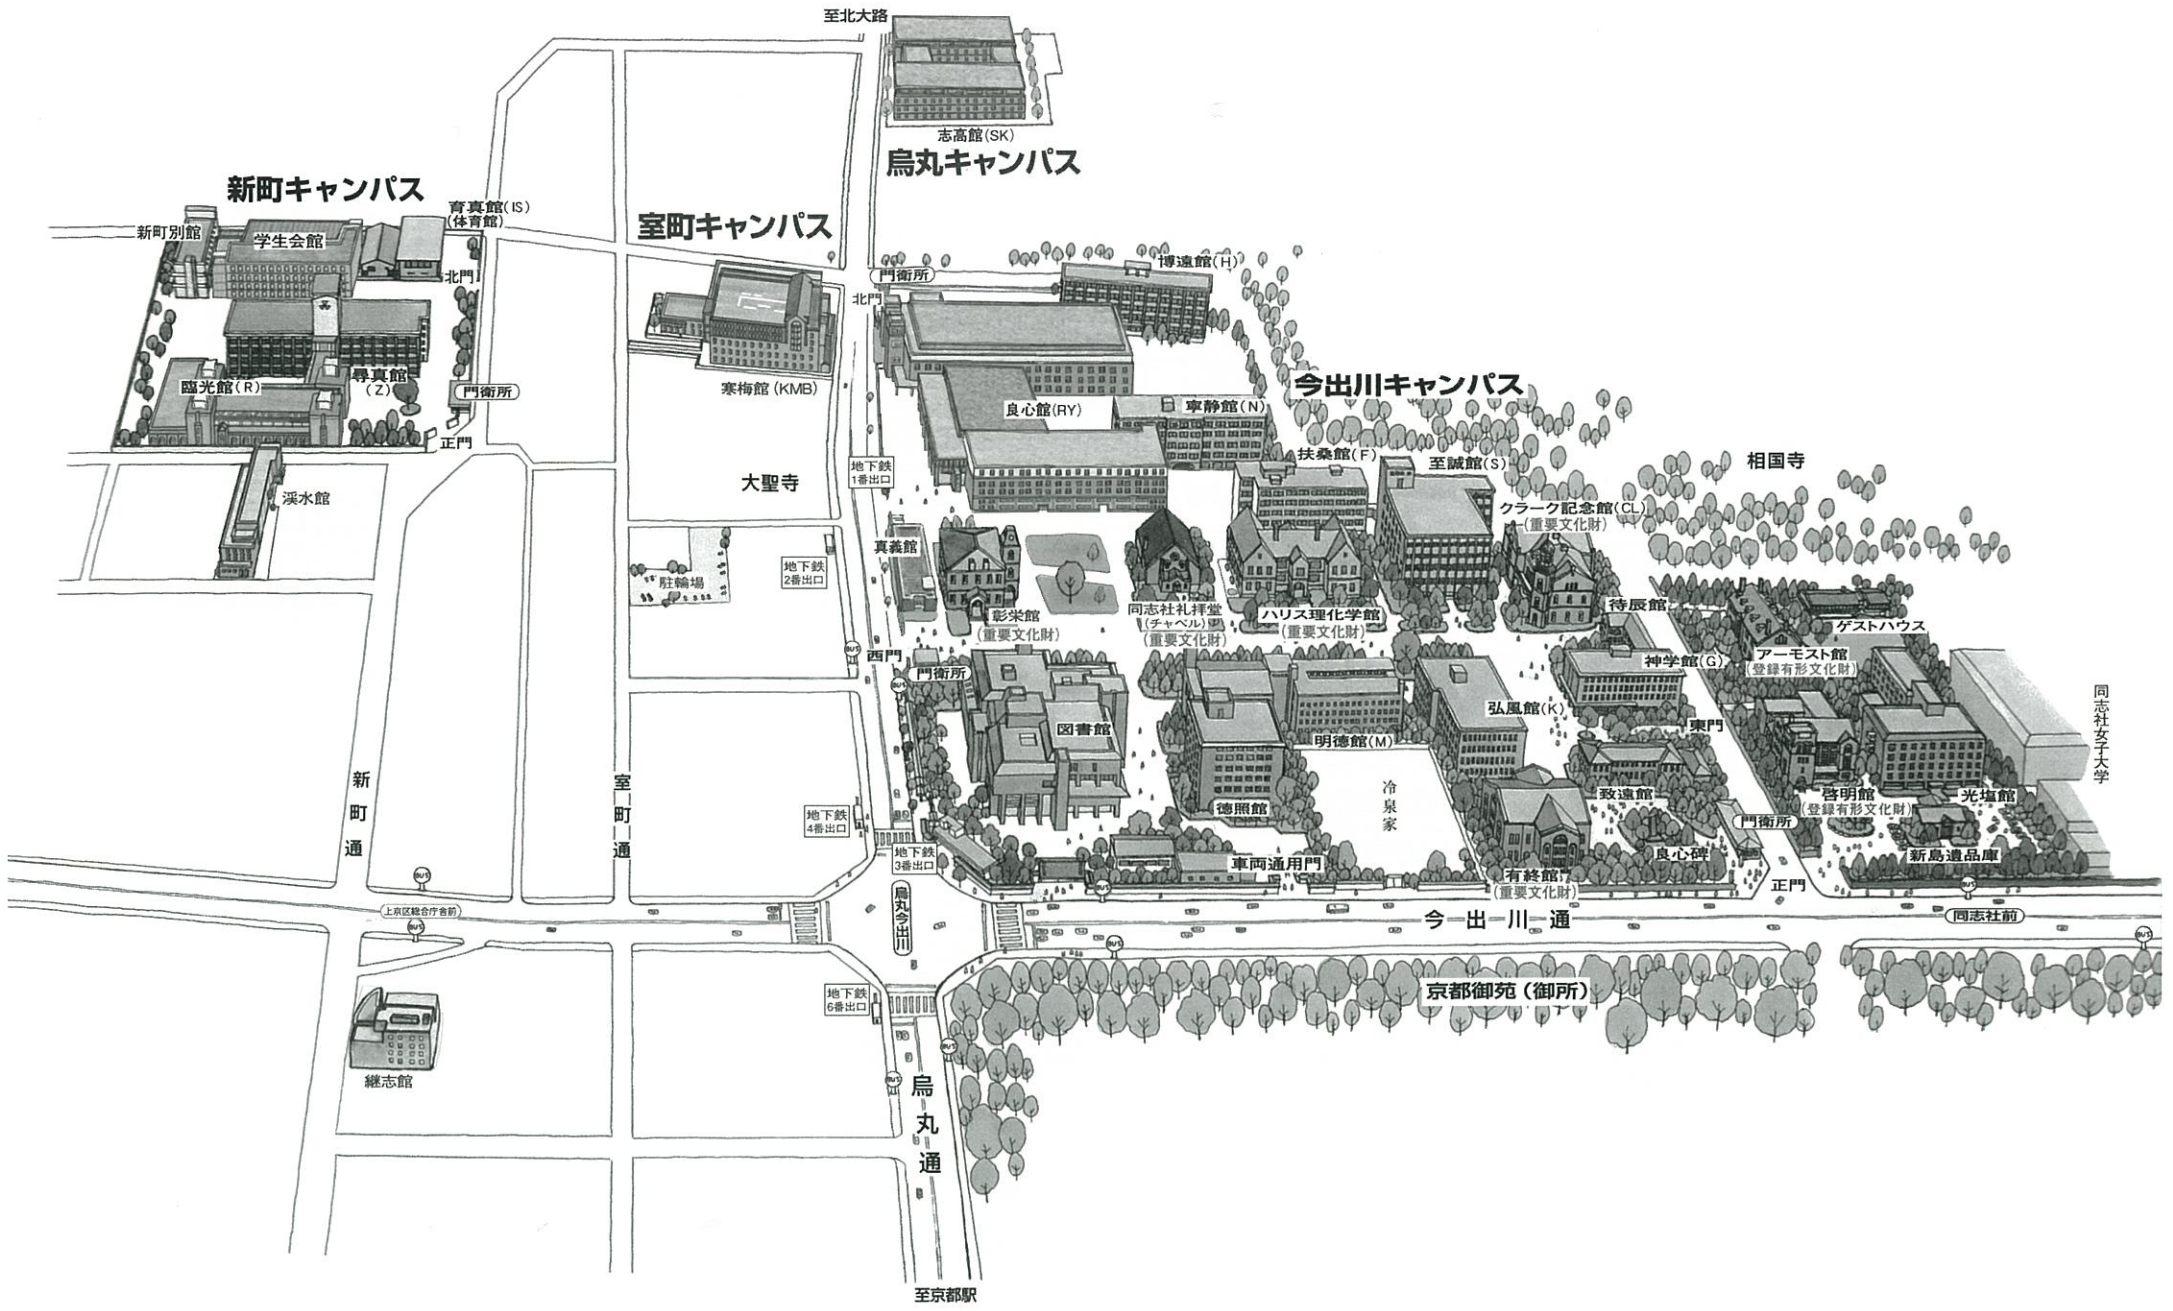 至北大路
志高館(SK)
烏丸キャンパス
新町キャンパス
育真館(IS)
(体育館)
新町別館
学生会館
北門
臨光館(R)
尋真館
(Z)
門衛所
正門
渓水館
室町キャンパス
寒梅館(KMB)
大聖寺
駐輪場
地下鉄
1番出口
地下鉄
2番出口
門衛所
北門
博遠館(H)
良心館(RY)
寧静館(N)
今出川キャンパス
扶桑館(F)
至誠館(S)
クラーク記念館(CL)
(重要文化財)
相国寺
真義館
彰栄館
(重要文化財)
同志社礼拝堂
(チャペル)
(重要文化財)
ハリス理化学館
(重要文化財)
待辰館
ゲストハウス
アーモスト館
(登録有形文化財)
神学館(G)
BUS
西門
BUS
門衛所
図書館
明徳館(M)
弘風館(K)
東門
同志社女子大学
徳照館
冷泉家
致遠館
門衛所
啓明館
(登録有形文化財)
光塩館
新町通
室町通
地下鉄
4番出口
地下鉄
3番出口
車両通用門
有終館
(重要文化財)
良心碑
新島遺品庫
正門
BUS
上京区総合庁舎前
BUS
烏丸今出川
BUS
今出川通
BUS
同志社前
BUS
BUS
継志館
地下鉄
6番出口
京都御苑(御所)
BUS
BUS
烏丸通
至京都駅